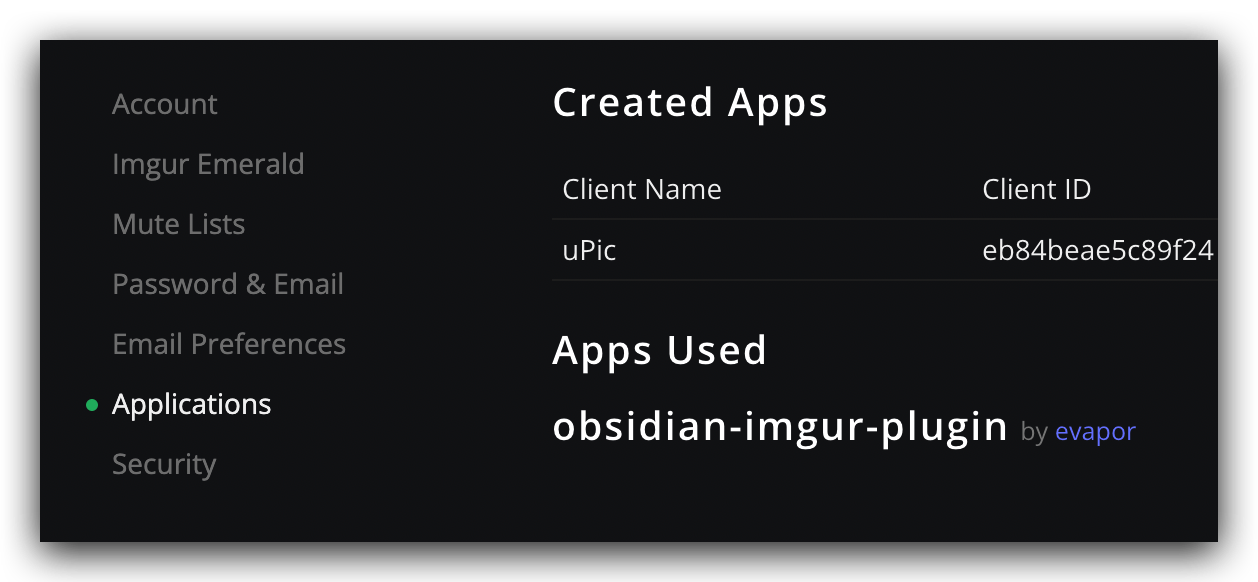 Account
Imgur Emerald
Mute Lists
Password & Email
Email Preferences
Applications
Security
Created Apps
Client Name Client ID
uPic eb84beae5c89f24
Apps Used
obsidian-imgur-plugin by evapor